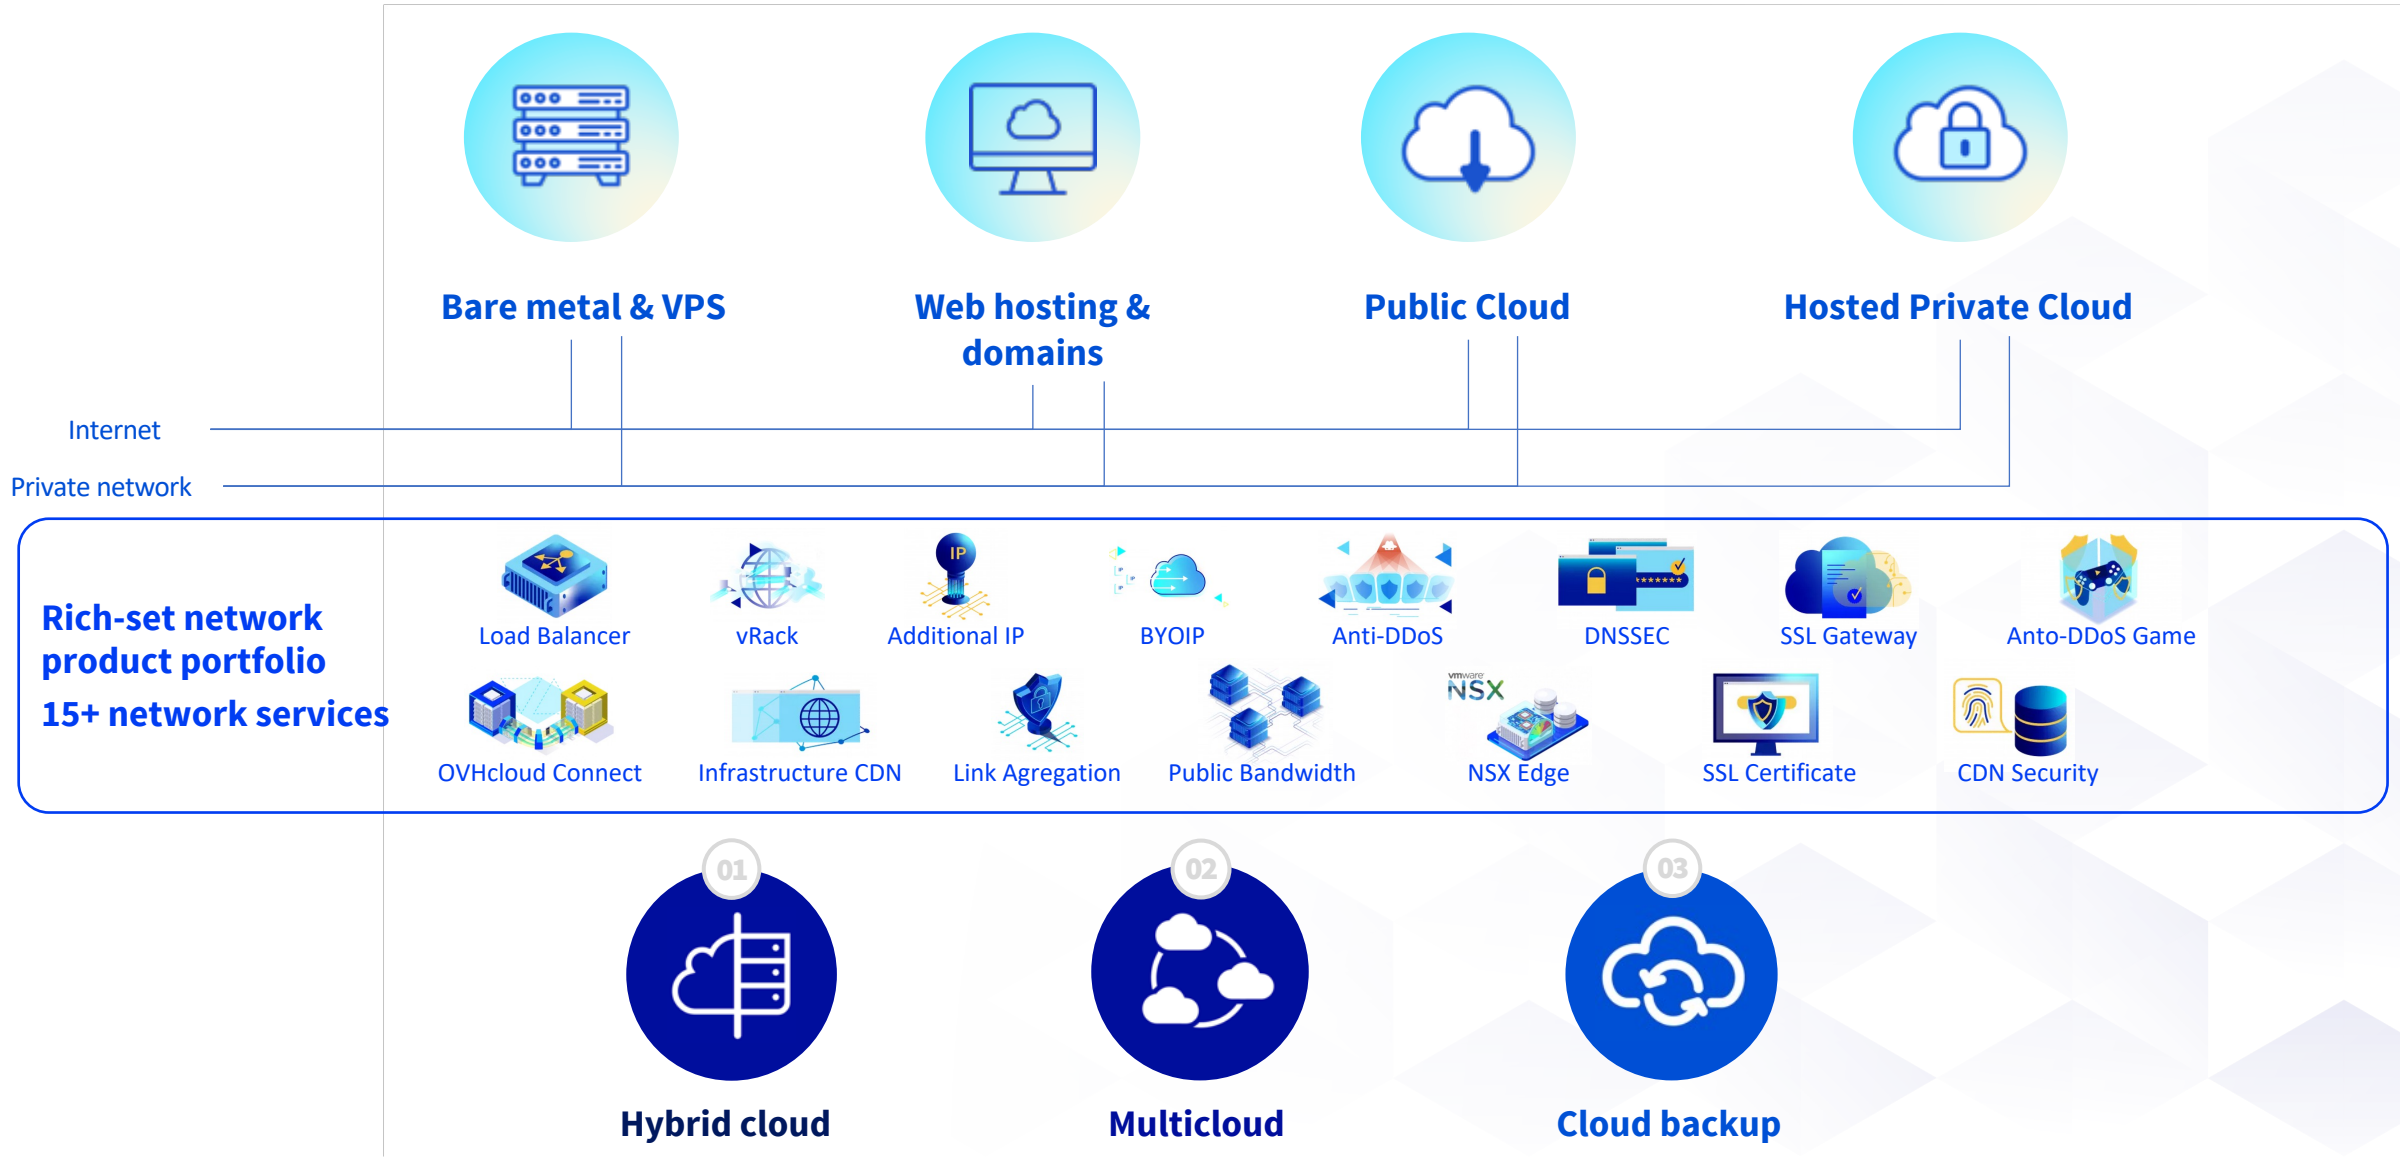 Bare metal & VPS
Web hosting &
domains
Public Cloud
Hosted Private Cloud
Internet
Private network
Rich-set network
product portfolio
15+ network services
IP
Load Balancer
vRack
Additional IP
BYOIP
Anti-DDoS
DNSSEC
SSL Gateway
Anto-DDoS Game
vmware
NSX
OVHcloud Connect
Infrastructure CDN
Link Agregation
Public Bandwidth
NSX Edge
SSL Certificate
CDN Security
01
02
03
Hybrid cloud
Multicloud
Cloud backup